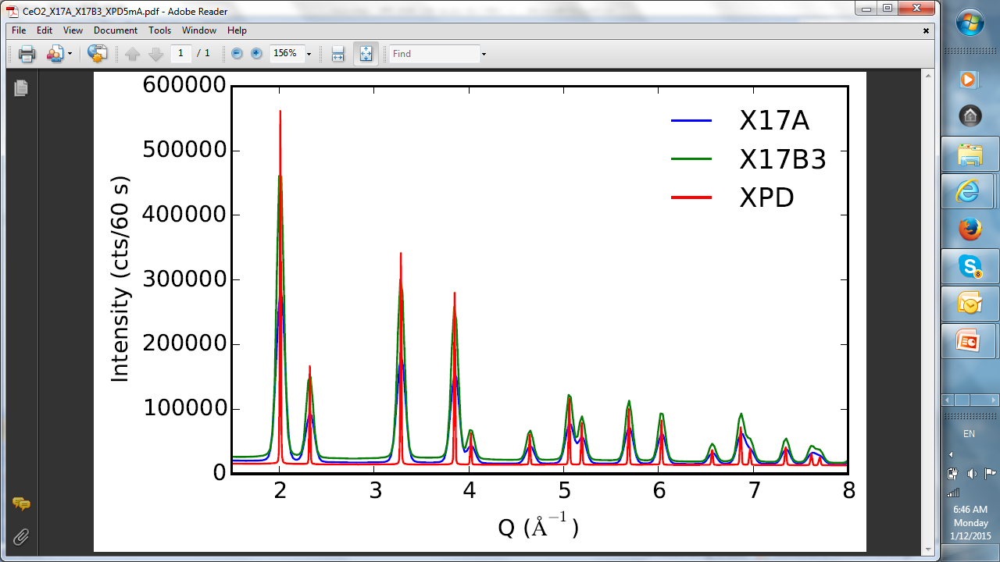 CeO2_X17A_X17B3_XPD5mA.pdf - Adobe Reader
File Edit View Document Tools Window Help
1 / 1 156% Find
600000
500000
400000
300000
200000
100000
0
Intensity (cts/60 s)
X17A
X17B3
XPD
2 3 4 5 6 7 8
Q (Å⁻¹)
S 8
EN
6:46 AM
Monday
1/12/2015